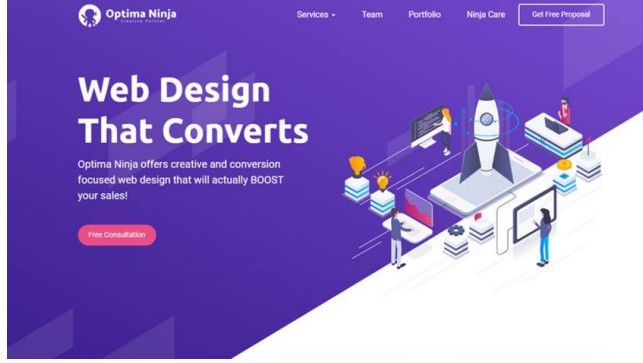 Optima Ninja
Creative Partner
Services
Team
Portfolio
Ninja Care
Get Free Proposal
Web Design
That Converts
Optima Ninja offers creative and conversion
focused web design that will actually BOOST
your sales!
Free Consultation